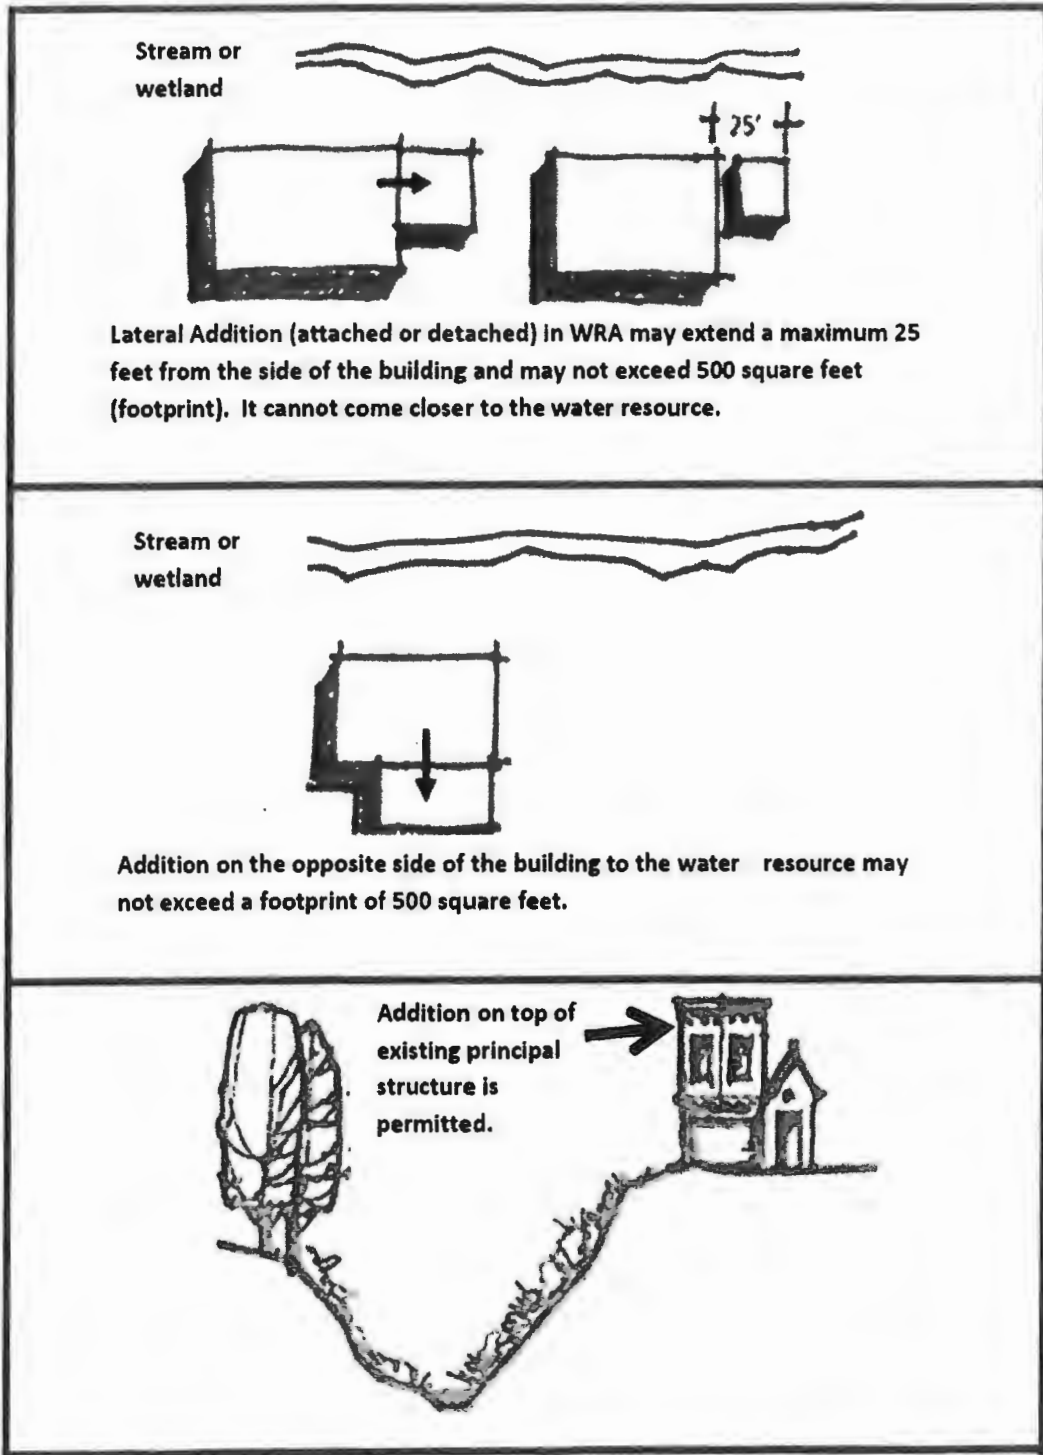 Stream or
wetland
25'
Lateral Addition (attached or detached) in WRA may extend a maximum 25
feet from the side of the building and may not exceed 500 square feet
(footprint). It cannot come closer to the water resource.
Stream or
wetland
Addition on the opposite side of the building to the water resource may
not exceed a footprint of 500 square feet.
Addition on top of
existing principal
structure is
permitted.